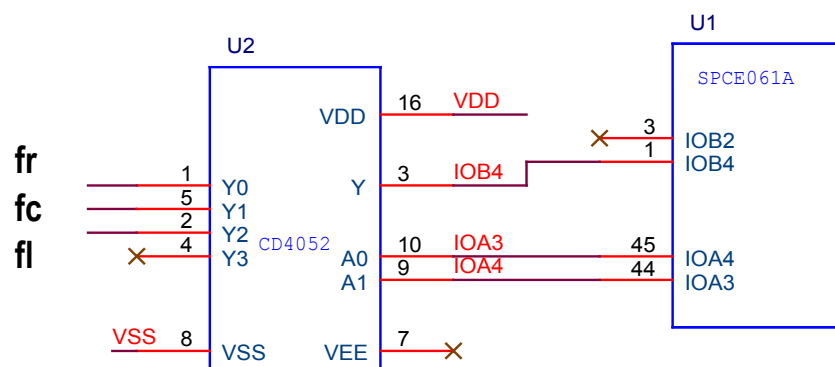 U1
U2
SPCE061A
16 VDD
VDD
3 IOB2
fr
1 IOB4
1 Y0
Y 3 IOB4
fc
5 Y1
2 Y2
fl
4 Y3
CD4052
A0 10 IOA3 45 IOA4
A1 9 IOA4 44 IOA3
VSS 8 VSS
VEE 7